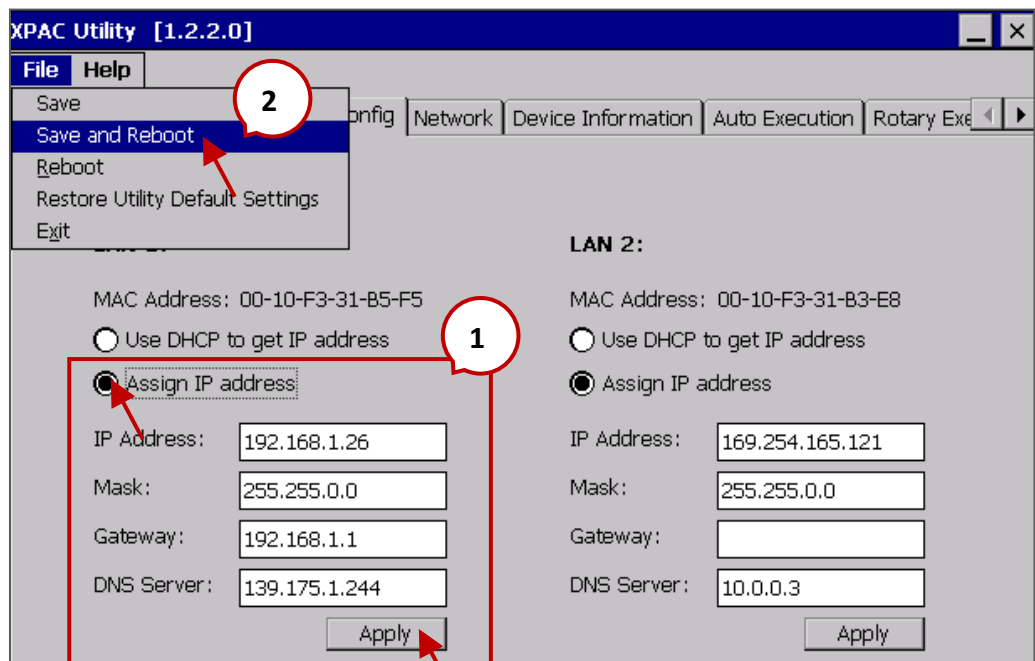 XPAC Utility [1.2.2.0]
File Help
Save
Save and Reboot
Reboot
Restore Utility Default Settings
Exit
2
onfig Network Device Information Auto Execution Rotary Exe
LAN 2:
MAC Address: 00-10-F3-31-B5-F5
Use DHCP to get IP address
1
Assign IP address
IP Address: 192.168.1.26
Mask: 255.255.0.0
Gateway: 192.168.1.1
DNS Server: 139.175.1.244
Apply
MAC Address: 00-10-F3-31-B3-E8
Use DHCP to get IP address
Assign IP address
IP Address: 169.254.165.121
Mask: 255.255.0.0
Gateway:
DNS Server: 10.0.0.3
Apply